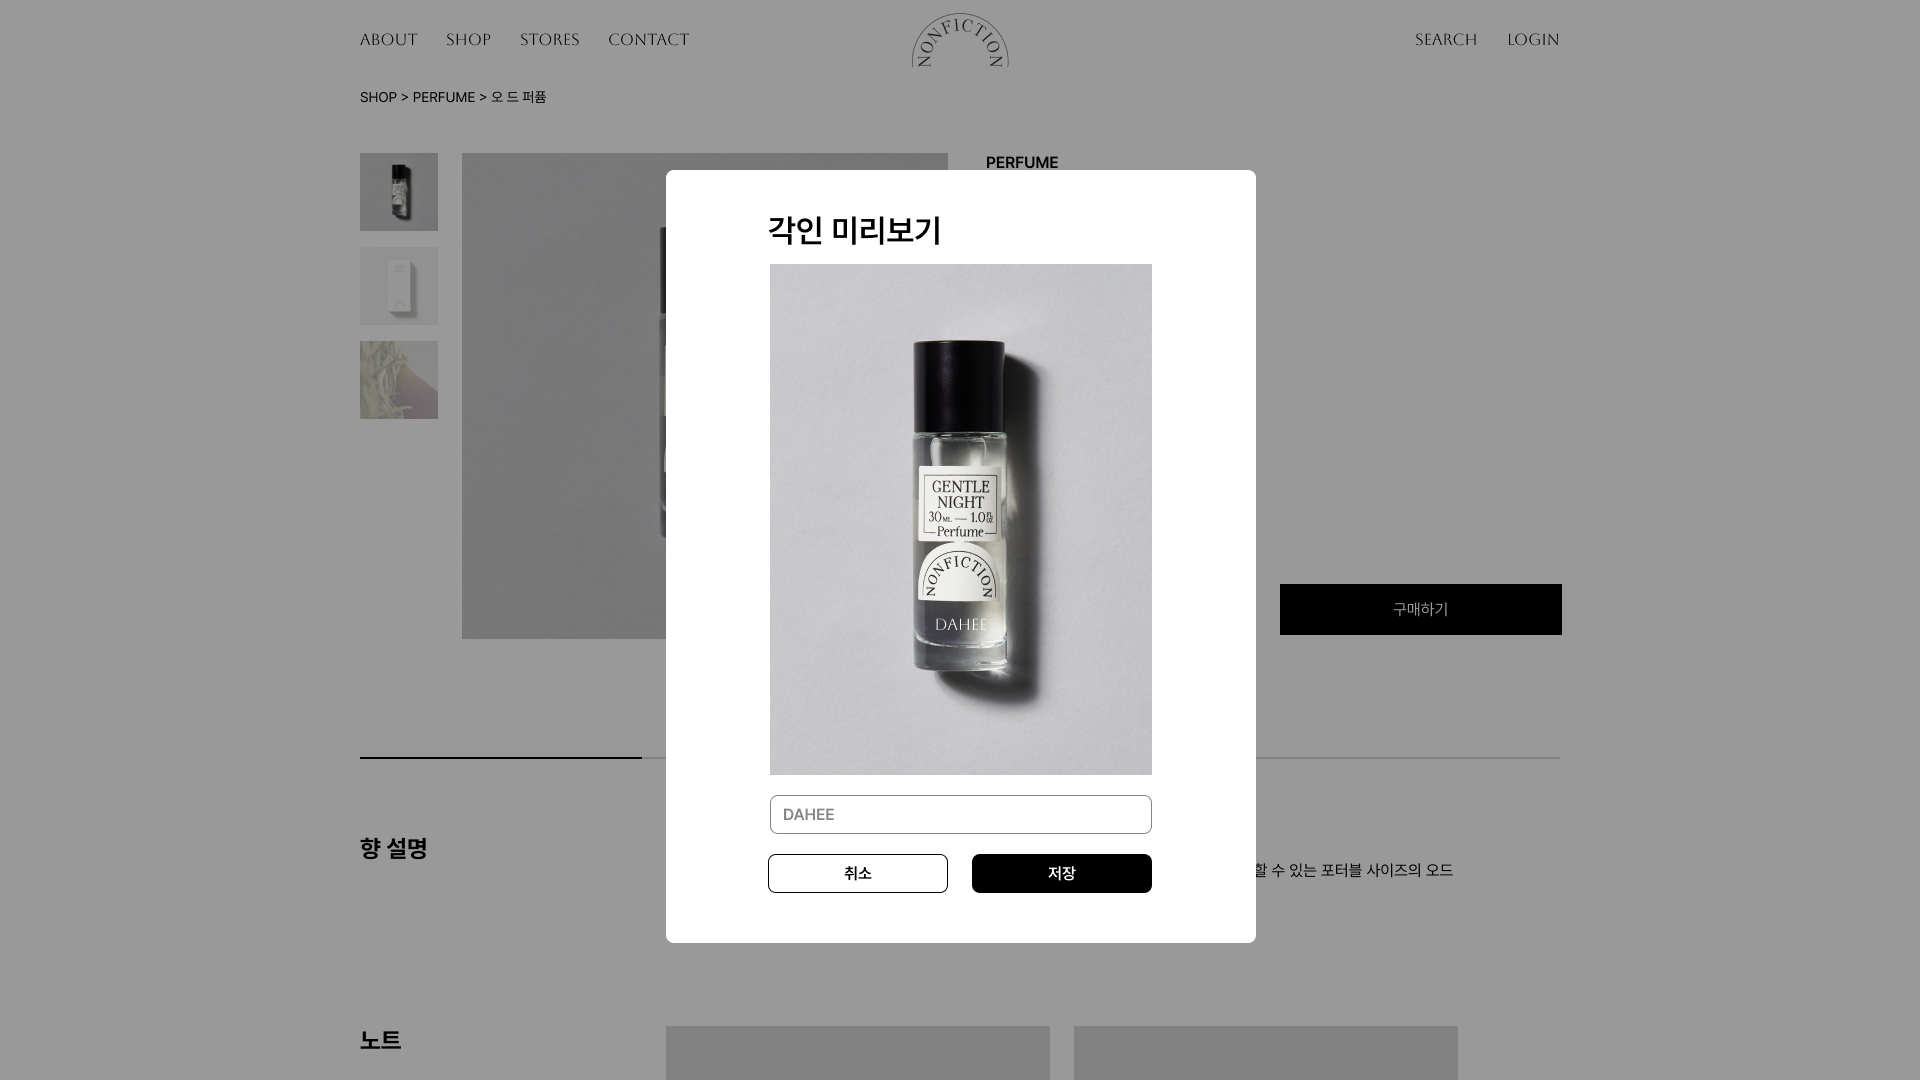 ABOUT SHOP STORES CONTACT
NONFICTION
SEARCH LOGIN
SHOP > PERFUME > 오 드 퍼퓸
PERFUME
각인 미리보기
GENTLE
NIGHT
30ML — 1.0FL OZ
Perfume
NONFICTION
DAHEE
구매하기
DAHEE
취소 저장
향 설명
할 수 있는 포터블 사이즈의 오드
노트